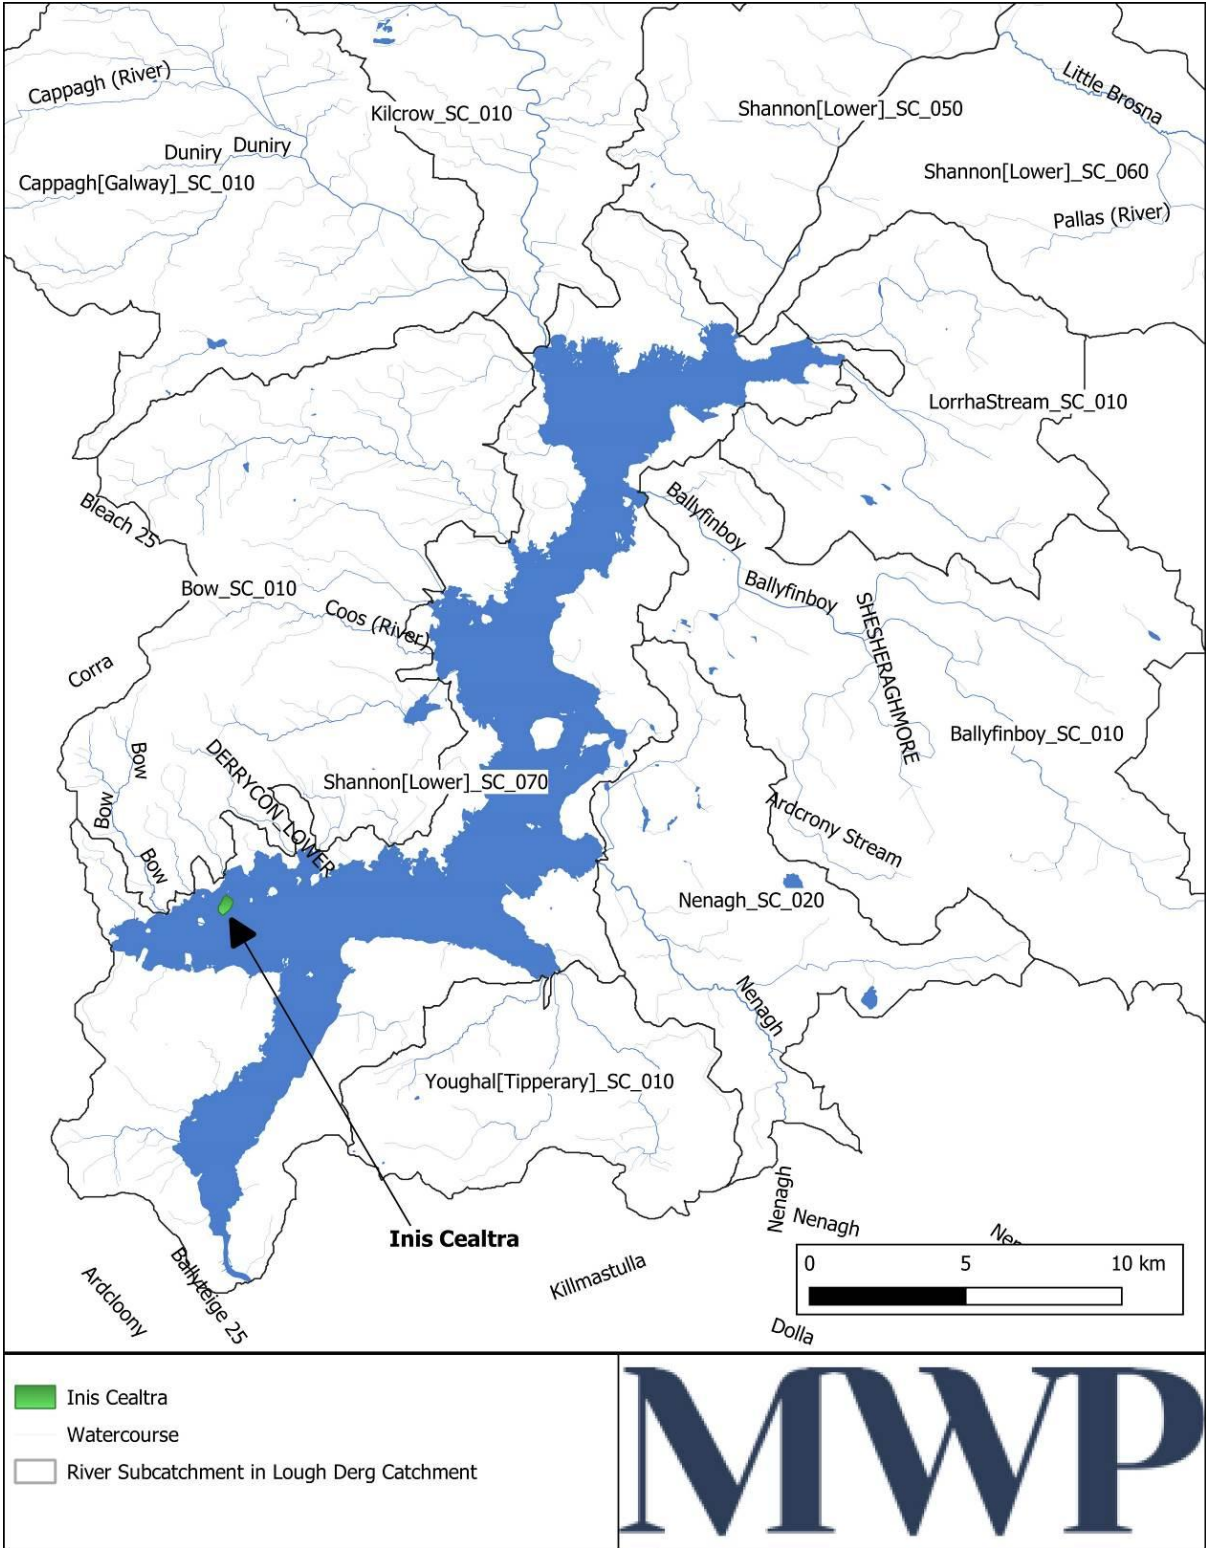 Cappagh (River)
Kilcrow_SC_010
Shannon[Lower]_SC_050
Little Brosna
Duniry
Duniry
Cappagh[Galway]_SC_010
Shannon[Lower]_SC_060
Pallas (River)
LorrhaStream_SC_010
Bleach 25
Ballyfinboy
Bow_SC_010
Coos (River)
Ballyfinboy
SHESHERAGHMORE
Corra
Bow
Bow
Bow
DERRYCON LOWER
Shannon[Lower]_SC_070
Ballyfinboy_SC_010
Ardcrony Stream
Nenagh_SC_020
Nenagh
Youghal[Tipperary]_SC_010
Inis Cealtra
Nenagh
Nenagh
Killmastulla
Ardcloony
Ballyteige 25
0 5 10 km
Dolla
Inis Cealtra
Watercourse
River Subcatchment in Lough Derg Catchment
MWP